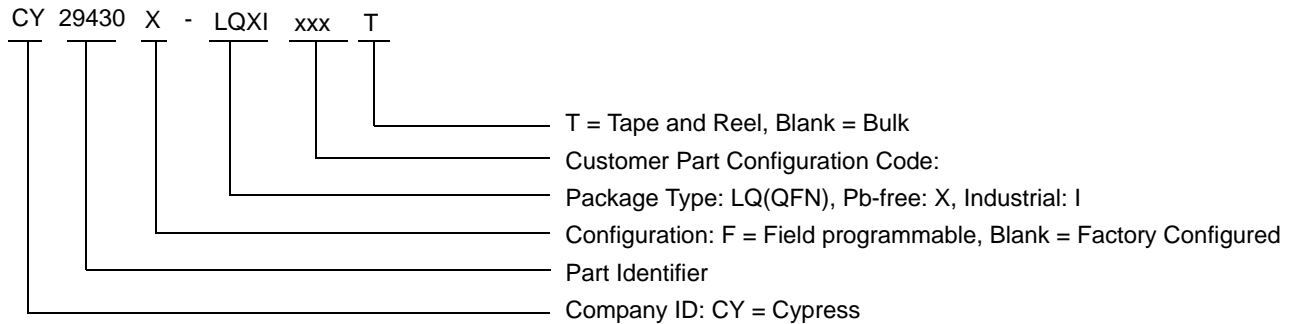 CY 29430 X - LQXI xxx T
T = Tape and Reel, Blank = Bulk
Customer Part Configuration Code:
Package Type: LQ(QFN), Pb-free: X, Industrial: I
Configuration: F = Field programmable, Blank = Factory Configured
Part Identifier
Company ID: CY = Cypress